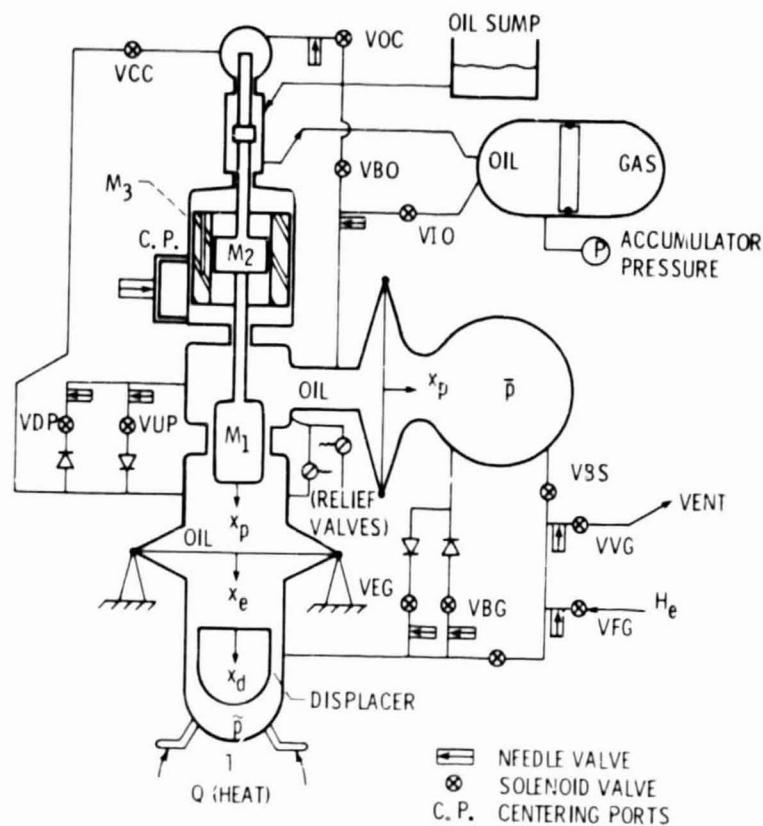 OIL SUMP
VOC
VCC
VBO
OIL
GAS
M3
C. P.
M2
VIO
P
ACCUMULATOR
PRESSURE
OIL
xp
p̄
VDP
VUP
M1
(RELIEF
VALVES)
VBS
VENT
xp
OIL
VVG
xe
VEG
VBG
He
VFG
xd
DISPLACER
p̃
Q (HEAT)
NEEDLE VALVE
SOLENOID VALVE
C. P. CENTERING PORTS